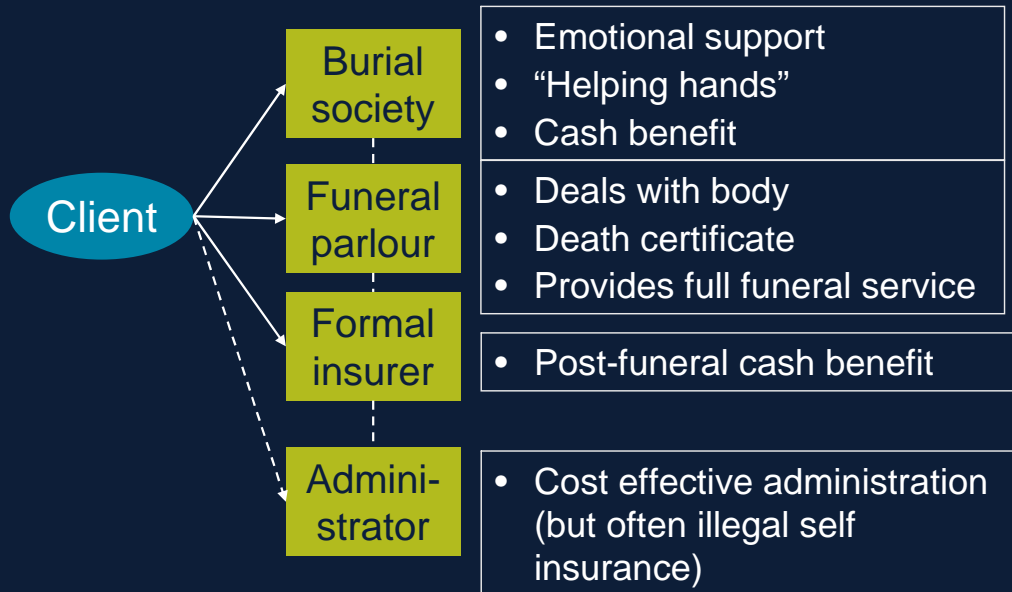 Client
Burial
society
• Emotional support
• “Helping hands”
• Cash benefit
Funeral
parlour
• Deals with body
• Death certificate
• Provides full funeral service
Formal
insurer
• Post-funeral cash benefit
Admini-
strator
• Cost effective administration
(but often illegal self
insurance)